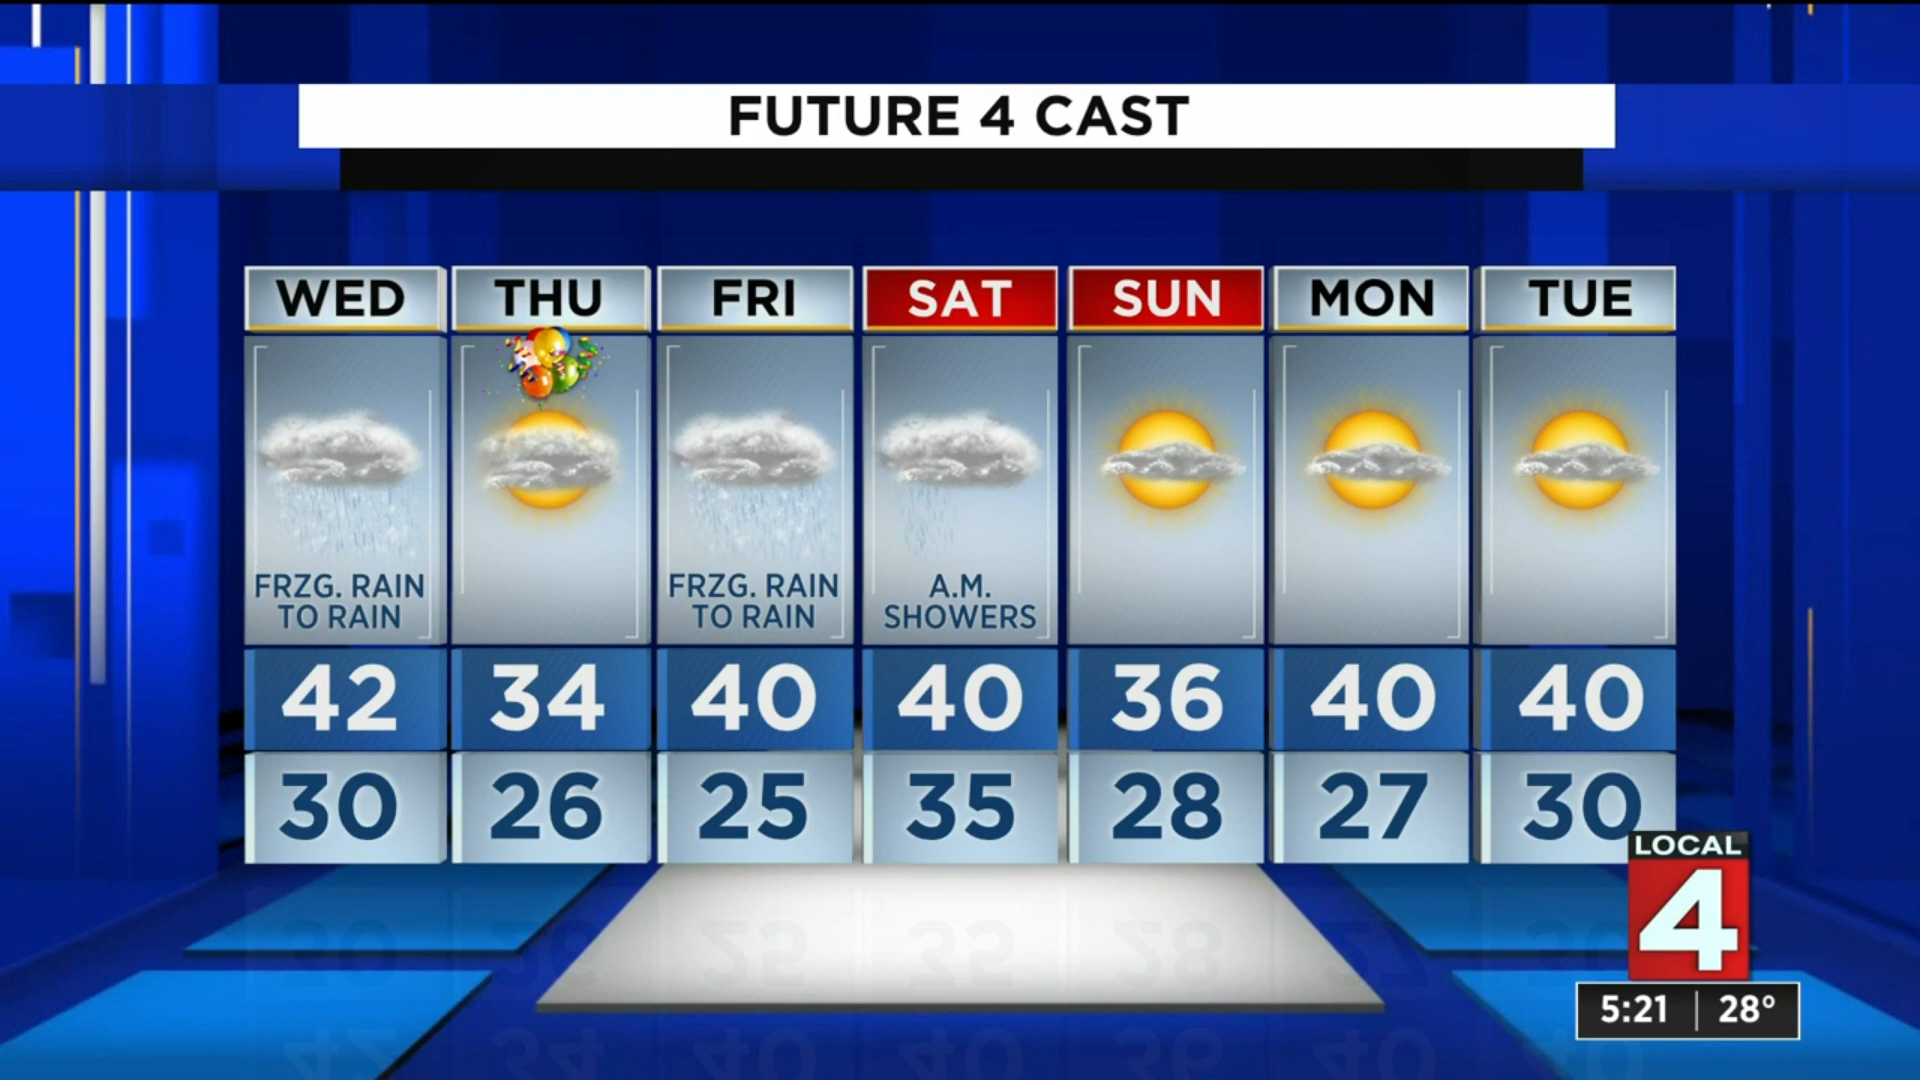 FUTURE 4 CAST
WED THU FRI SAT SUN MON TUE
FRZG. RAIN
TO RAIN
FRZG. RAIN
TO RAIN
A.M.
SHOWERS
42 34 40 40 36 40 40
30 26 25 35 28 27 30
LOCAL
4
5:21 28°